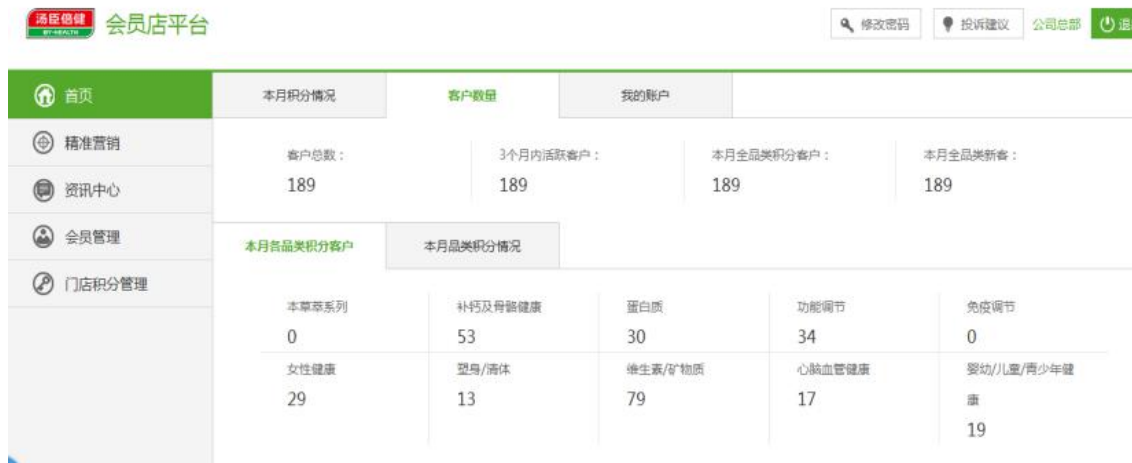 汤臣倍健
BY-HEALTH
会员店平台
修改密码
投诉建议
公司总部
退
首页
本月积分情况
客户数量
我的账户
精准营销
资讯中心
会员管理
门店积分管理
客户总数：
3个月内活跃客户：
本月全品类积分客户：
本月全品类新客：
189
189
189
189
本月各品类积分客户
本月品类积分情况
本草萃系列
补钙及骨骼健康
蛋白质
功能调节
免疫调节
0
53
30
34
0
女性健康
塑身/清体
维生素/矿物质
心脑血管健康
婴幼/儿童/青少年健
康
29
13
79
17
19